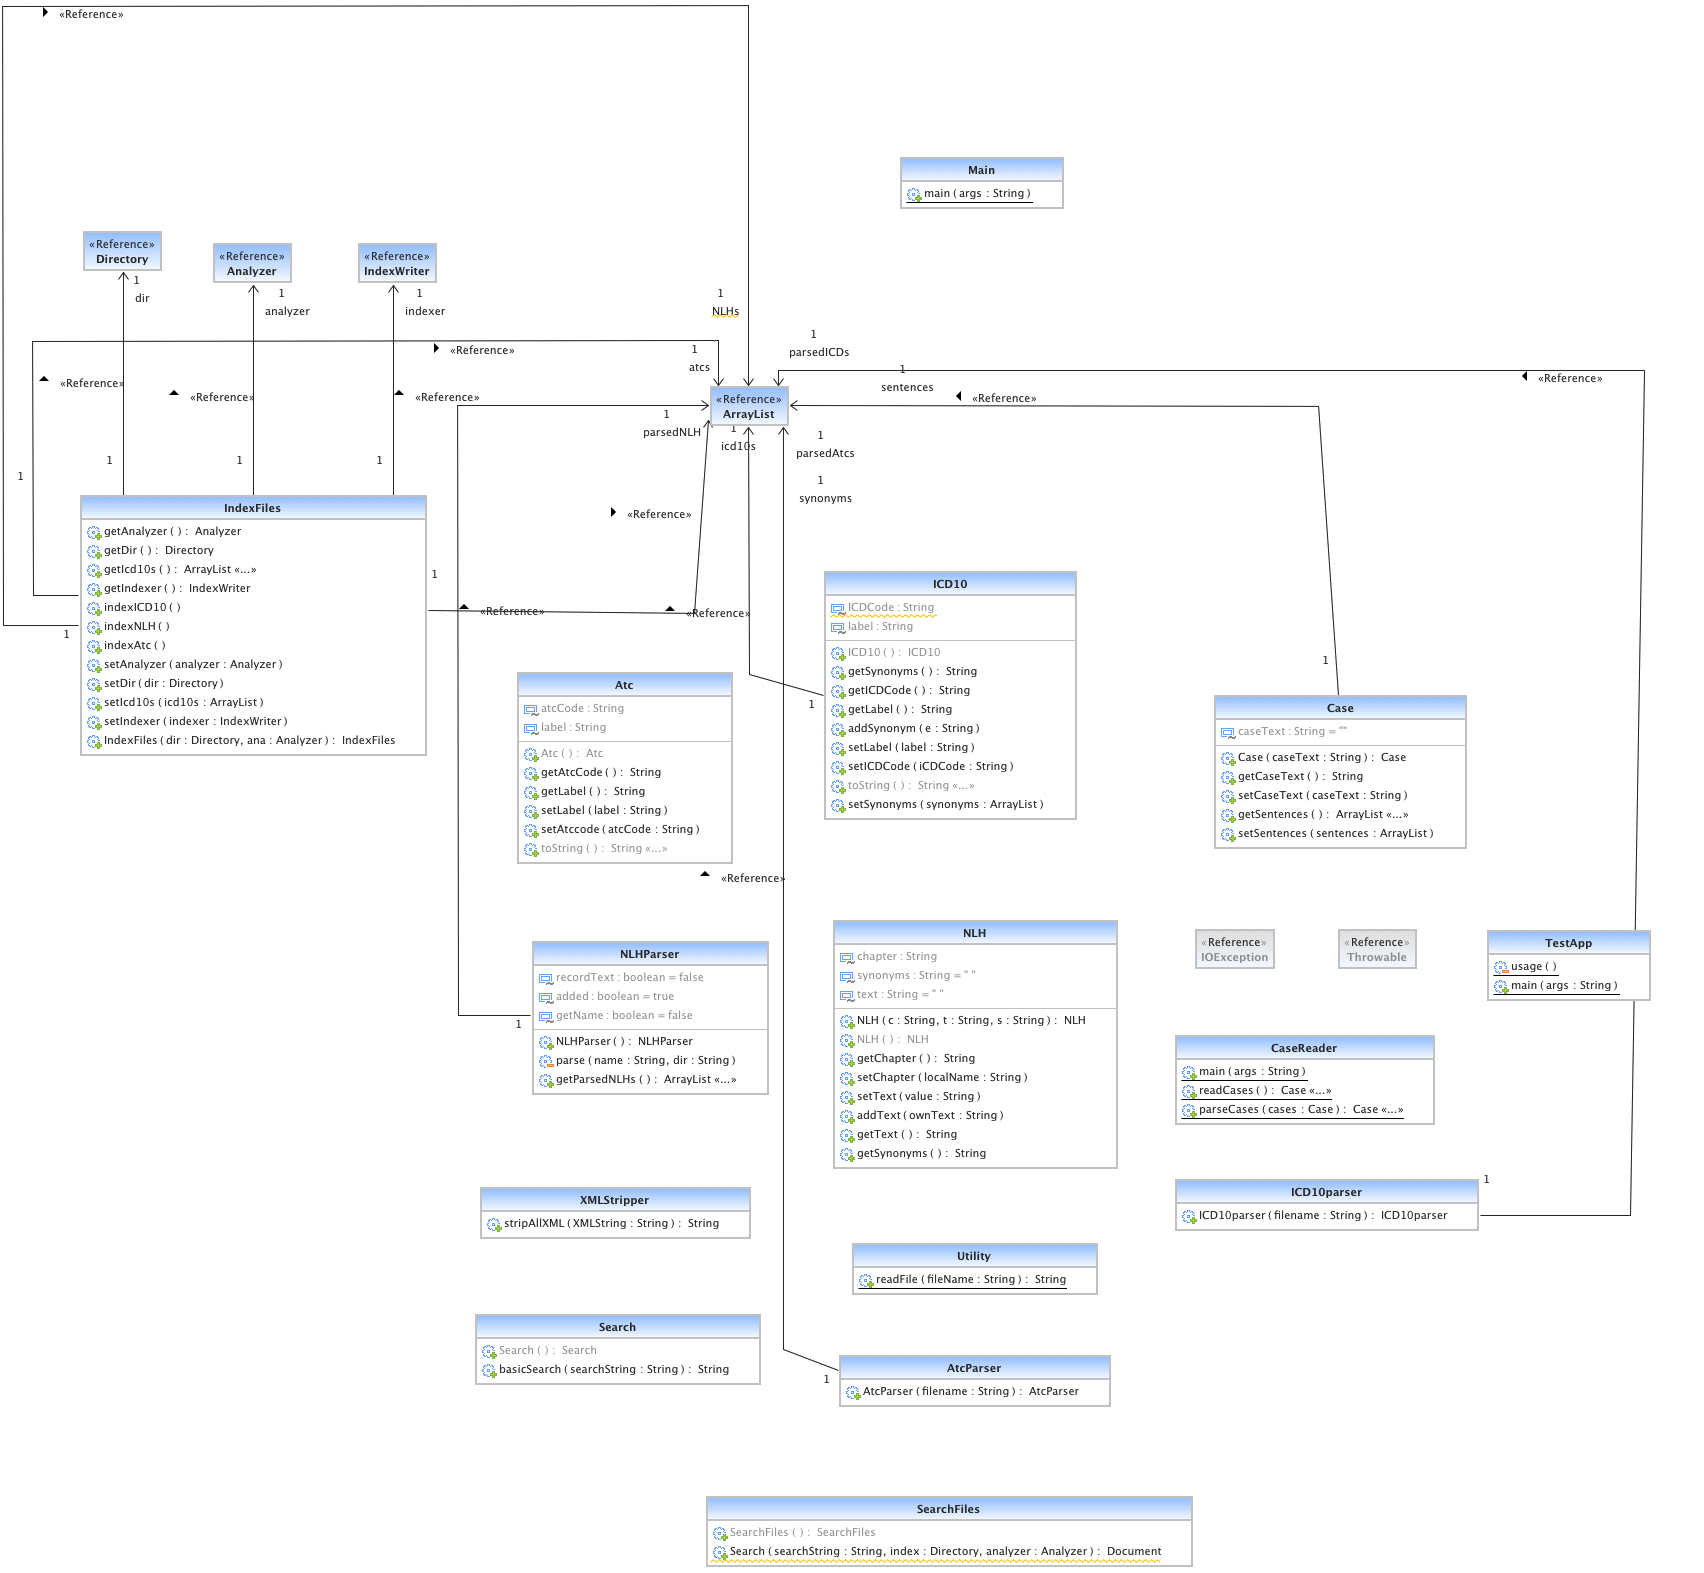 «Reference»
Main
main ( args : String )
«Reference»
Directory
«Reference»
Analyzer
«Reference»
IndexWriter
1
dir
1
analyzer
1
indexer
1
NLHs
1
parsedICDs
«Reference»
1
atcs
1
sentences
«Reference»
«Reference»
«Reference»
«Reference»
«Reference»
«Reference»
ArrayList
1
parsedNLH
1
icd10s
1
parsedAtcs
1
synonyms
1
1
1
1
«Reference»
IndexFiles
getAnalyzer ( ) : Analyzer
getDir ( ) : Directory
getIcd10s ( ) : ArrayList «...»
getIndexer ( ) : IndexWriter
indexICD10 ( )
indexNLH ( )
indexAtc ( )
setAnalyzer ( analyzer : Analyzer )
setDir ( dir : Directory )
setIcd10s ( icd10s : ArrayList )
setIndexer ( indexer : IndexWriter )
IndexFiles ( dir : Directory, ana : Analyzer ) : IndexFiles
1
1
«Reference»
«Reference»
ICD10
ICDCode : String
label : String
ICD10 ( ) : ICD10
getSynonyms ( ) : String
getICDCode ( ) : String
getLabel ( ) : String
addSynonym ( e : String )
setLabel ( label : String )
setICDCode ( iCDCode : String )
toString ( ) : String «...»
setSynonyms ( synonyms : ArrayList )
1
1
Atc
atcCode : String
label : String
Atc ( ) : Atc
getAtcCode ( ) : String
getLabel ( ) : String
setLabel ( label : String )
setAtccode ( atcCode : String )
toString ( ) : String «...»
Case
caseText : String = ""
Case ( caseText : String ) : Case
getCaseText ( ) : String
setCaseText ( caseText : String )
getSentences ( ) : ArrayList «...»
setSentences ( sentences : ArrayList )
«Reference»
NLHParser
recordText : boolean = false
added : boolean = true
getName : boolean = false
NLHParser ( ) : NLHParser
parse ( name : String, dir : String )
getParsedNLHs ( ) : ArrayList «...»
1
NLH
chapter : String
synonyms : String = " "
text : String = " "
NLH ( c : String, t : String, s : String ) : NLH
NLH ( ) : NLH
getChapter ( ) : String
setChapter ( localName : String )
setText ( value : String )
addText ( ownText : String )
getText ( ) : String
getSynonyms ( ) : String
«Reference»
IOException
«Reference»
Throwable
TestApp
usage ( )
main ( args : String )
CaseReader
main ( args : String )
readCases ( ) : Case «...»
parseCases ( cases : Case ) : Case «...»
XMLStripper
stripAllXML ( XMLString : String ) : String
ICD10parser
ICD10parser ( filename : String ) : ICD10parser
1
Utility
readFile ( fileName : String ) : String
Search
Search ( ) : Search
basicSearch ( searchString : String ) : String
AtcParser
AtcParser ( filename : String ) : AtcParser
1
SearchFiles
SearchFiles ( ) : SearchFiles
Search ( searchString : String, index : Directory, analyzer : Analyzer ) : Document